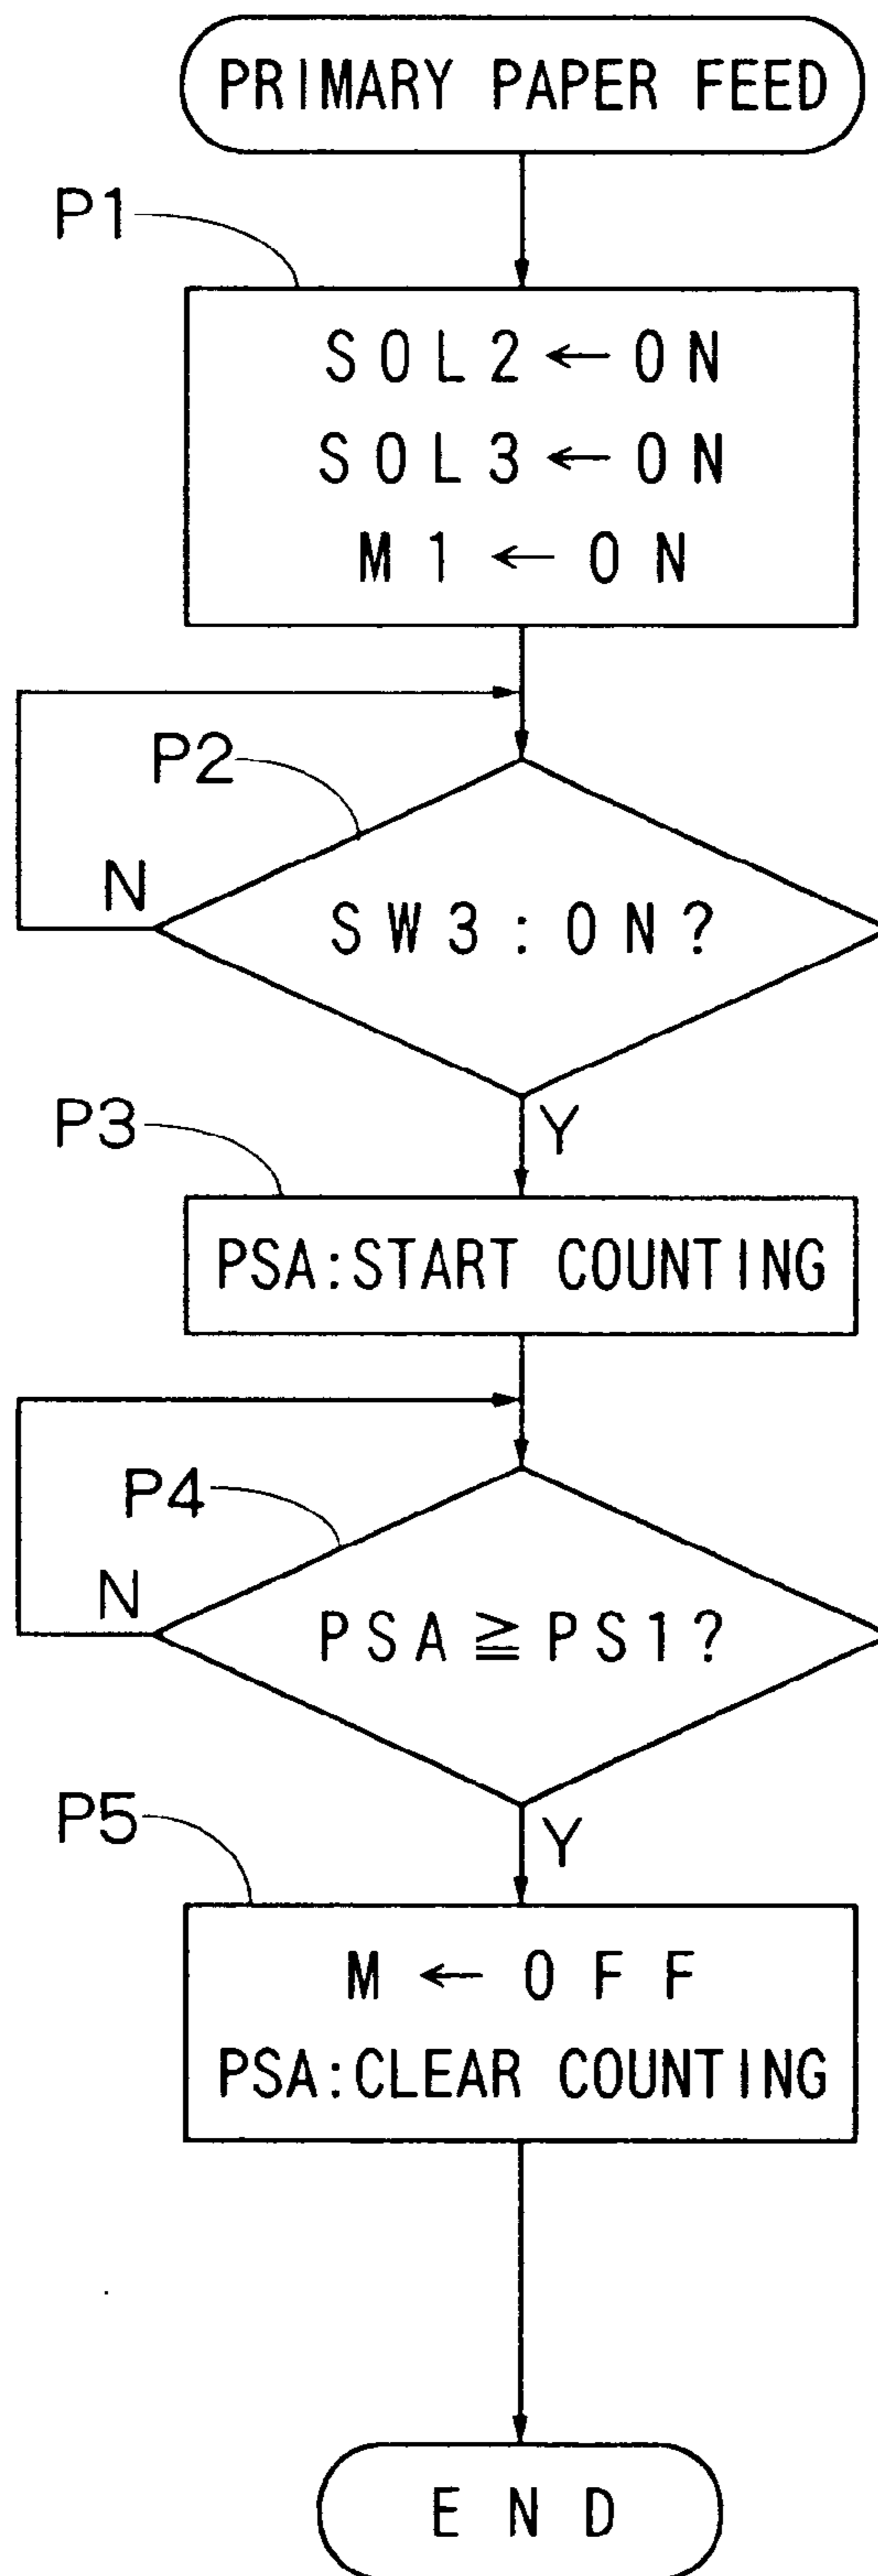 PRIMARY PAPER FEED
P1
SOL2 ← ON
SOL3 ← ON
M1 ← ON
P2
N
SW3:ON?
Y
P3
PSA:START COUNTING
P4
N
PSA ≧ PS1?
Y
P5
M ← OFF
PSA:CLEAR COUNTING
END